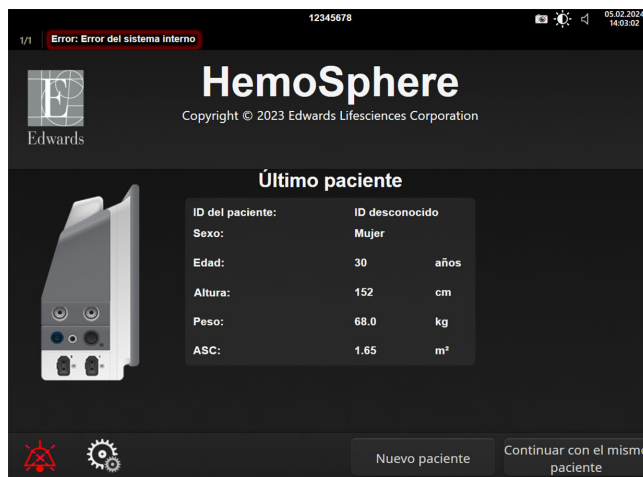 12345678
05.02.2024
14:03:02
1/1 Error: Error del sistema interno
HemoSphere
Copyright © 2023 Edwards Lifesciences Corporation
E
Edwards
Último paciente
ID del paciente: ID desconocido
Sexo: Mujer
Edad: 30 años
Altura: 152 cm
Peso: 68.0 kg
ASC: 1.65 m²
Nuevo paciente
Continuar con el mismo
paciente